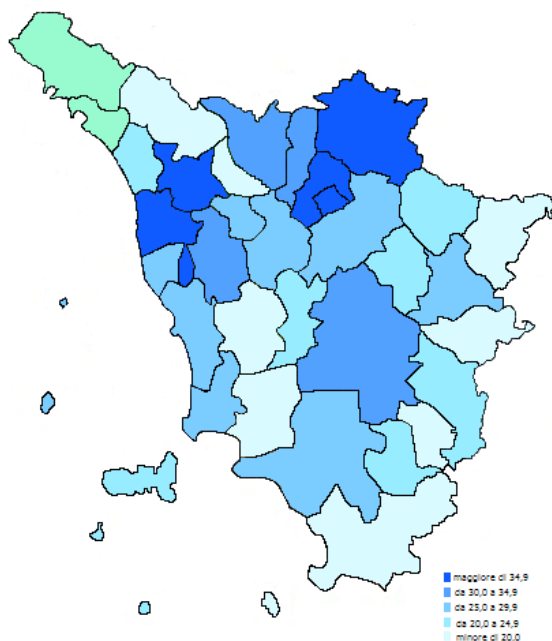 maggiore di 34,9
da 30,0 a 34,9
da 25,0 a 29,9
da 20,0 a 24,9
minore di 20,0